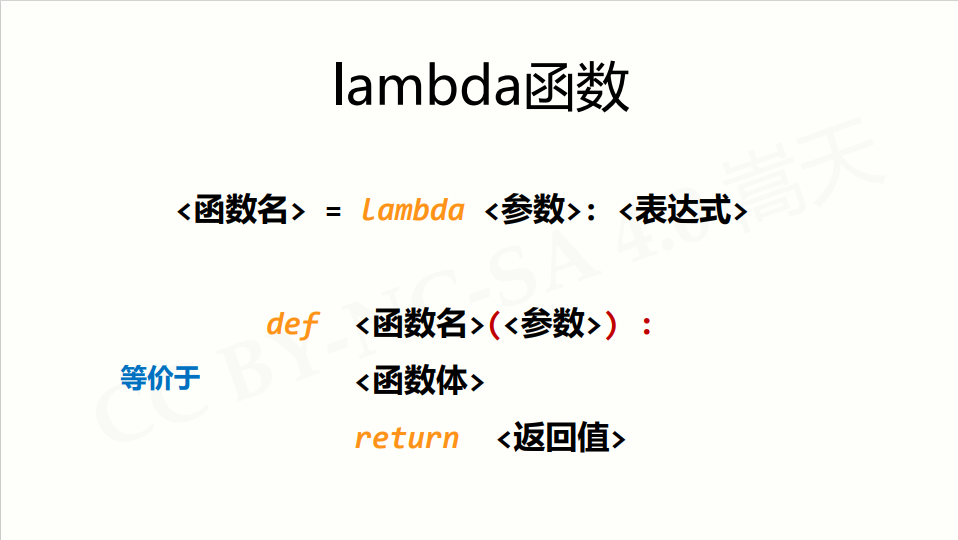 lambda函数
<函数名> = lambda <参数>: <表达式>
def <函数名>(<参数>) :
等价于 <函数体>
return <返回值>
CC BY-NC-SA 4.0 嵩天